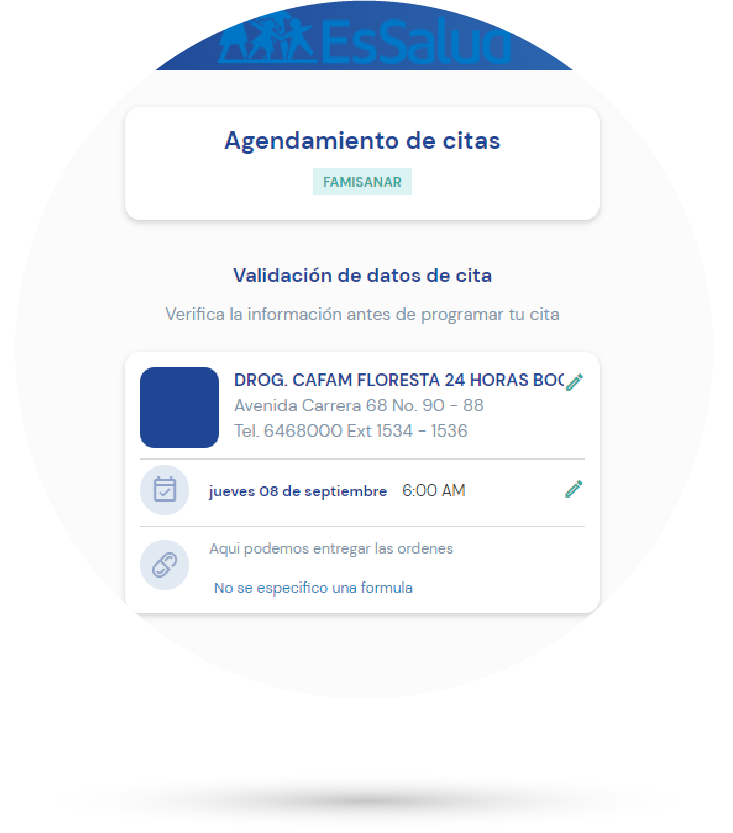 EsSalud
Agendamiento de citas
FAMISANAR
Validación de datos de cita
Verifica la información antes de programar tu cita
DROG. CAFAM FLORESTA 24 HORAS BOG
Avenida Carrera 68 No. 90 - 88
Tel. 6468000 Ext 1534 - 1536
jueves 08 de septiembre 6:00 AM
Aqui podemos entregar las ordenes
No se especifico una formula